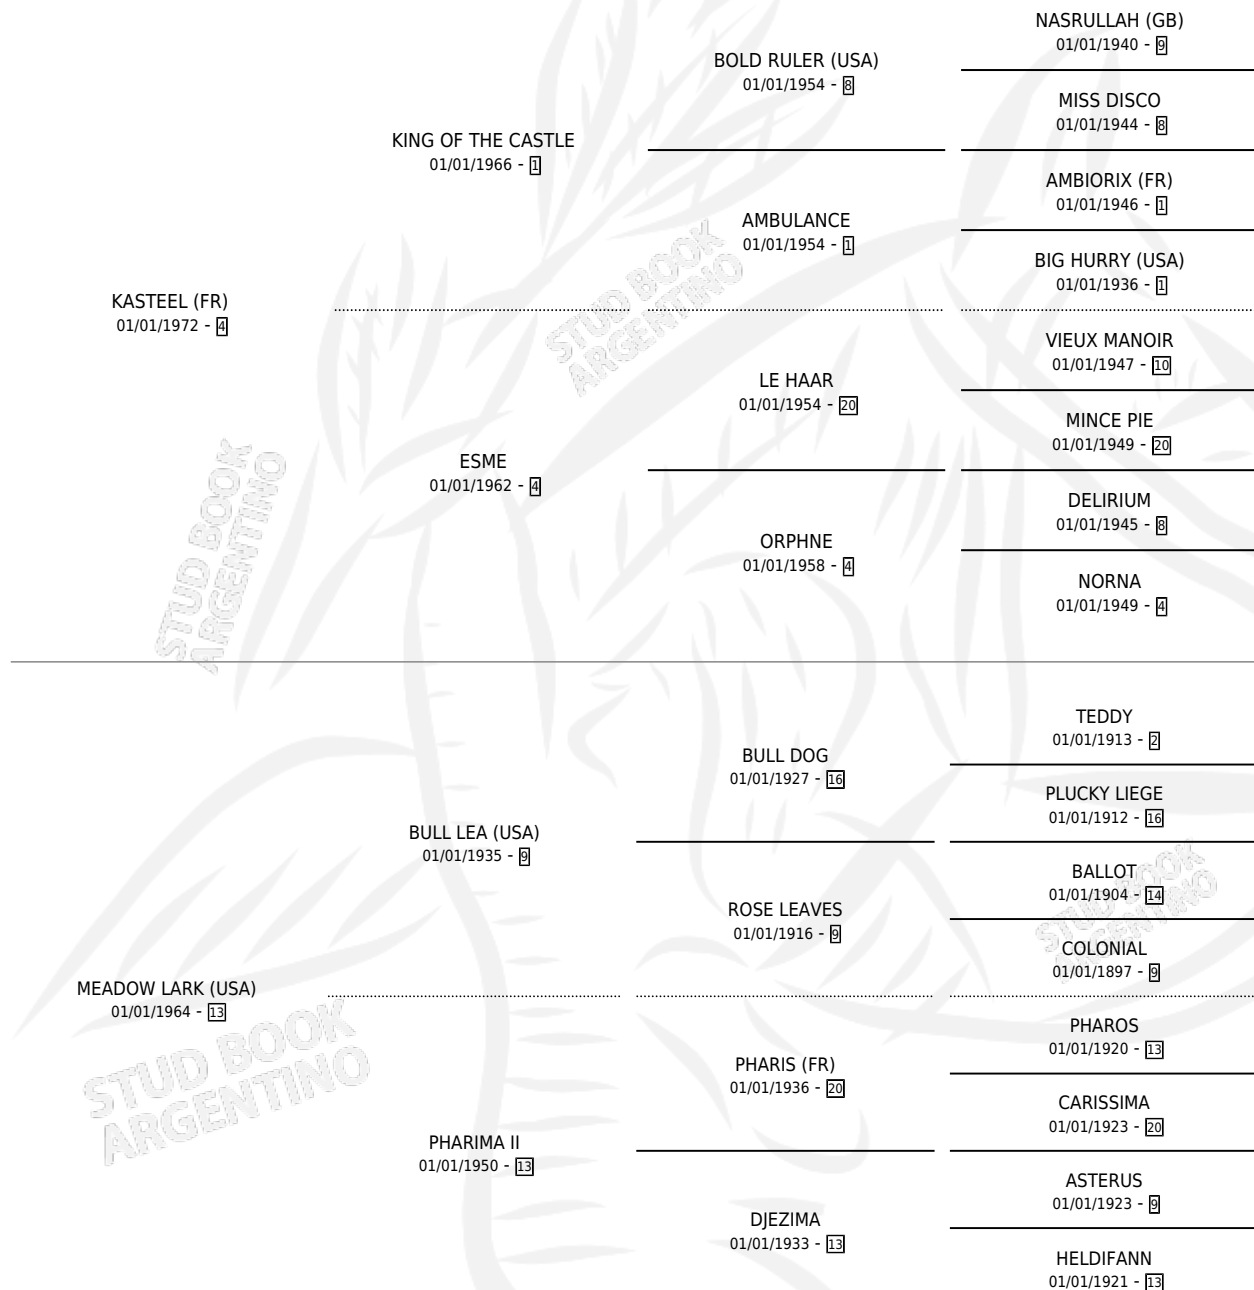 NASRULLAH (GB)
01/01/1940 - 9
BOLD RULER (USA)
01/01/1954 - 8
MISS DISCO
01/01/1944 - 8
KING OF THE CASTLE
01/01/1966 - 1
AMBIORIX (FR)
01/01/1946 - 1
AMBULANCE
01/01/1954 - 1
BIG HURRY (USA)
01/01/1936 - 1
KASTEEL (FR)
01/01/1972 - 4
VIEUX MANOIR
01/01/1947 - 10
LE HAAR
01/01/1954 - 20
MINCE PIE
01/01/1949 - 20
ESME
01/01/1962 - 4
DELIRIUM
01/01/1945 - 8
ORPHNE
01/01/1958 - 4
NORNA
01/01/1949 - 4
TEDDY
01/01/1913 - 2
BULL DOG
01/01/1927 - 16
PLUCKY LIEGE
01/01/1912 - 16
BULL LEA (USA)
01/01/1935 - 9
BALLOT
01/01/1904 - 14
ROSE LEAVES
01/01/1916 - 9
COLONIAL
01/01/1897 - 9
MEADOW LARK (USA)
01/01/1964 - 13
PHAROS
01/01/1920 - 13
PHARIS (FR)
01/01/1936 - 20
CARISSIMA
01/01/1923 - 20
PHARIMA II
01/01/1950 - 13
ASTERUS
01/01/1923 - 9
DJEZIMA
01/01/1933 - 13
HELDIFANN
01/01/1921 - 13
STUD BOOK
ARGENTINO
STUD BOOK
ARGENTINO
STUD BOOK
ARGENTINO
STUD BOOK
ARGENTINO